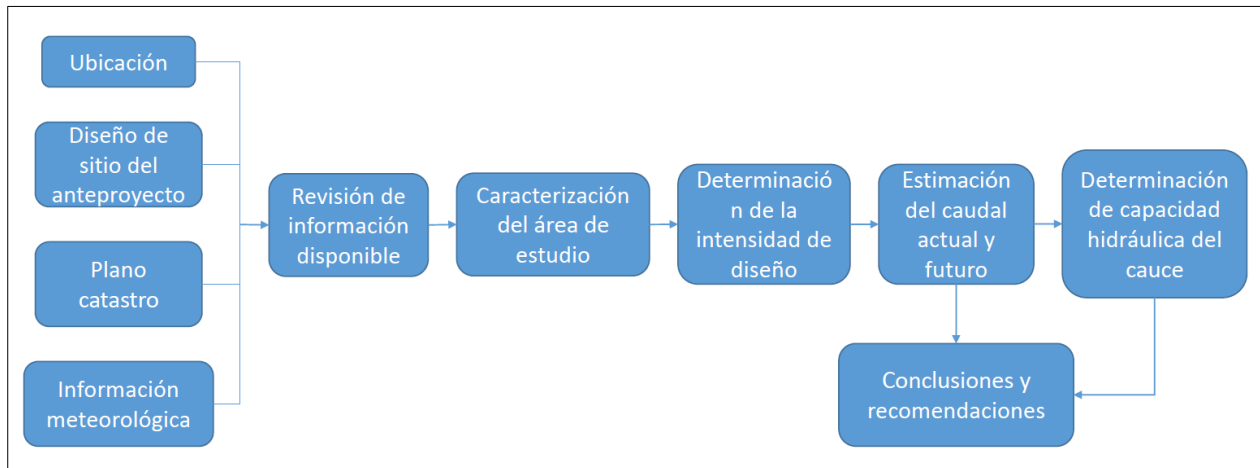 Ubicación
Diseño de
sitio del
anteproyecto
Plano
catastro
Información
meteorológica
Revisión de
información
disponible
Caracterización
del área de
estudio
Determinació
n de la
intensidad de
diseño
Estimación
del caudal
actual y
futuro
Determinación
de capacidad
hidráulica del
cauce
Conclusiones y
recomendaciones